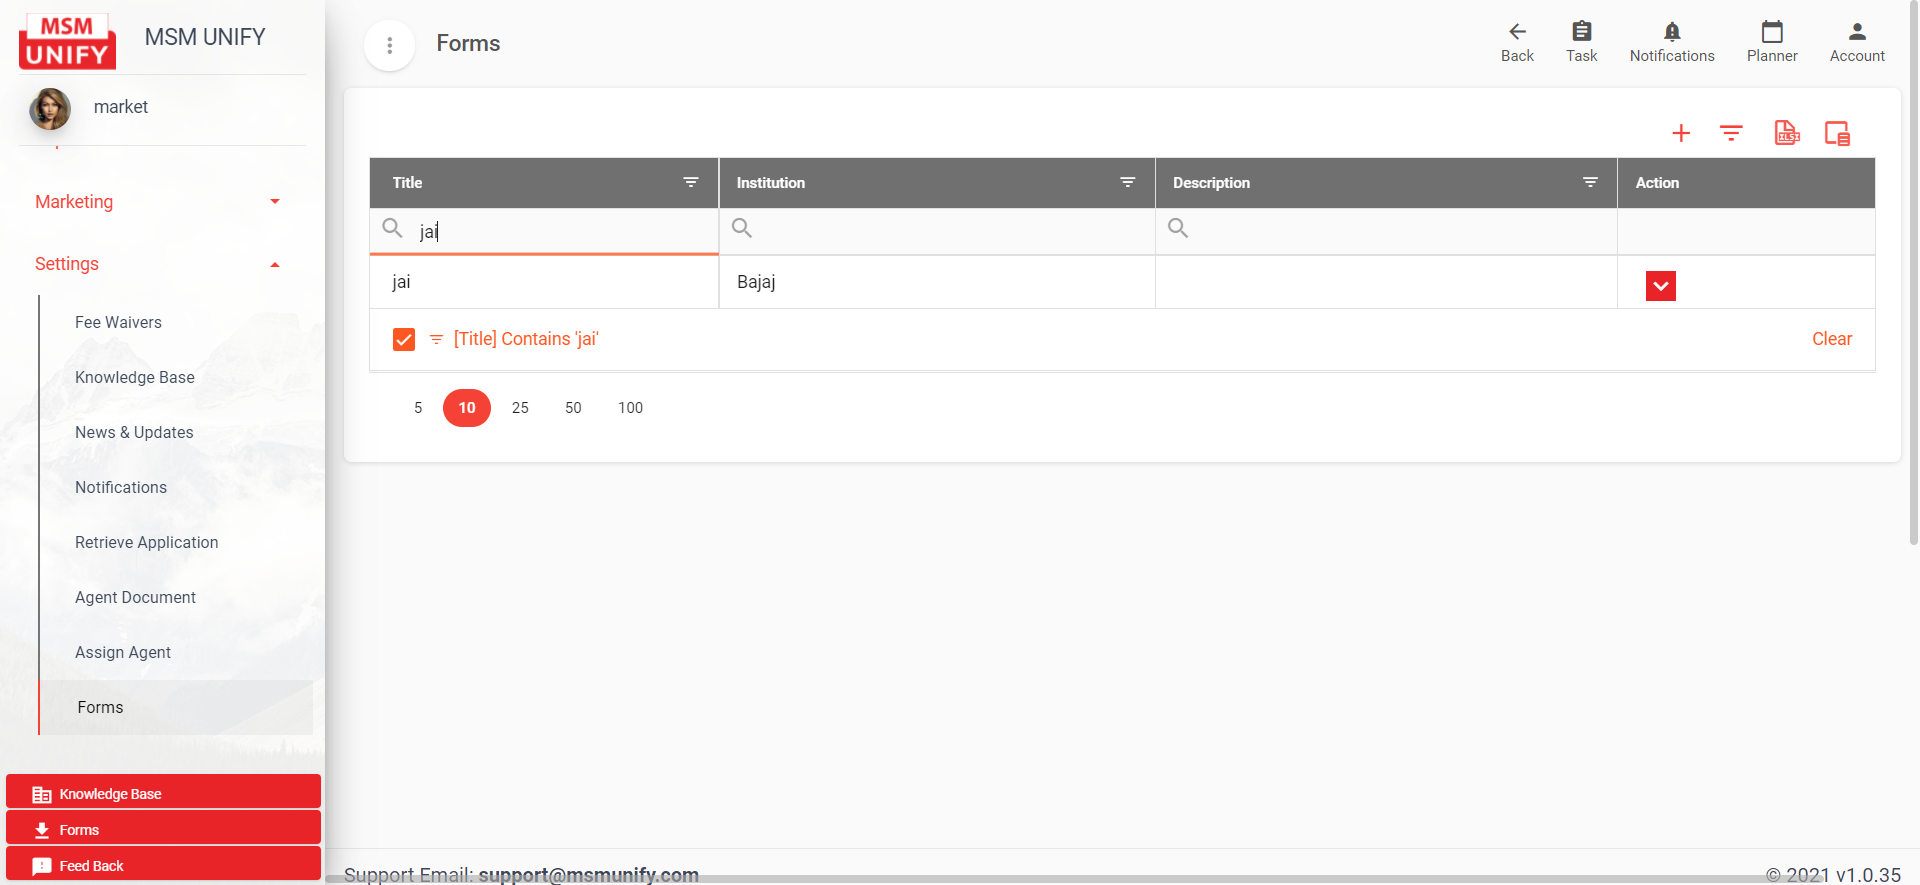 MSM
UNIFY
MSM UNIFY
market
Marketing
Settings
Fee Waivers
Knowledge Base
News & Updates
Notifications
Retrieve Application
Agent Document
Assign Agent
Forms
Knowledge Base
Forms
Feed Back
Forms
Back
Task
Notifications
Planner
Account
Title
Institution
Description
Action
jai
jai
Bajaj
[Title] Contains 'jai'
Clear
5 10 25 50 100
Support Email: support@msmunify.com
© 2021 v1.0.35